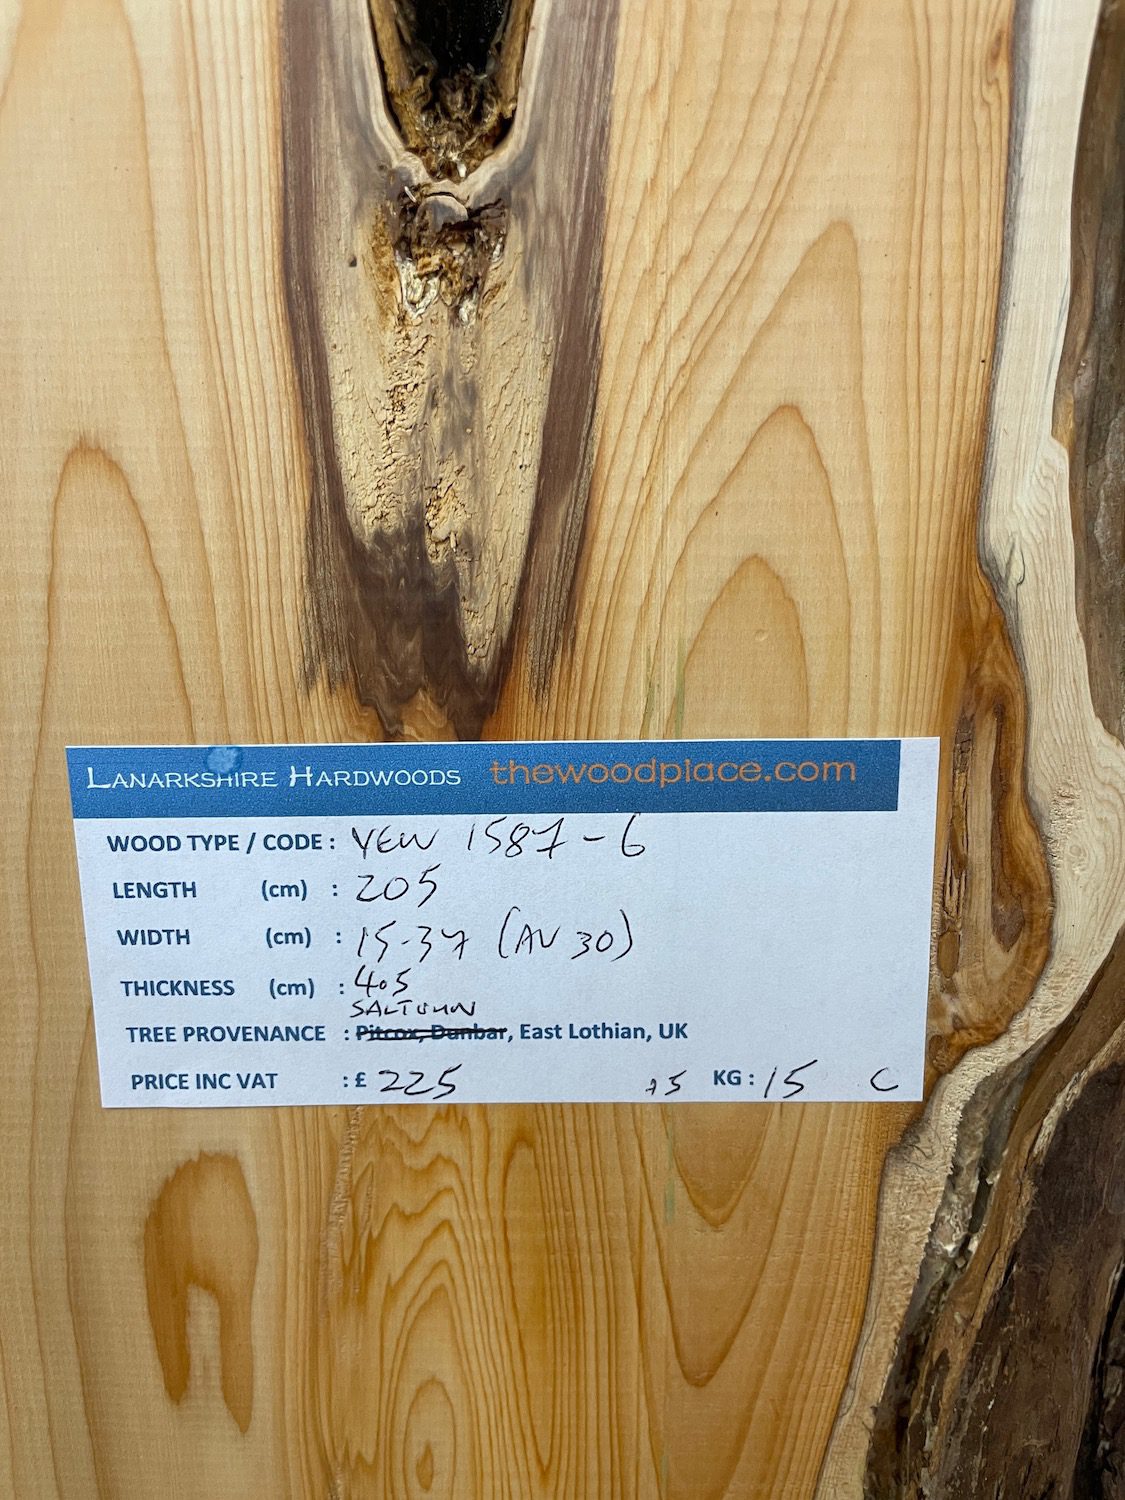 LANARKSHIRE HARDWOODS thewoodplace.com
WOOD TYPE / CODE : YEW 1587-6
LENGTH (cm) : 205
WIDTH (cm) : 15-37 (AV 30)
THICKNESS (cm) : 4.5
SALTOUN
TREE PROVENANCE : Pitcox, Dunbar, East Lothian, UK
PRICE INC VAT : £ 225 KG : 15 C